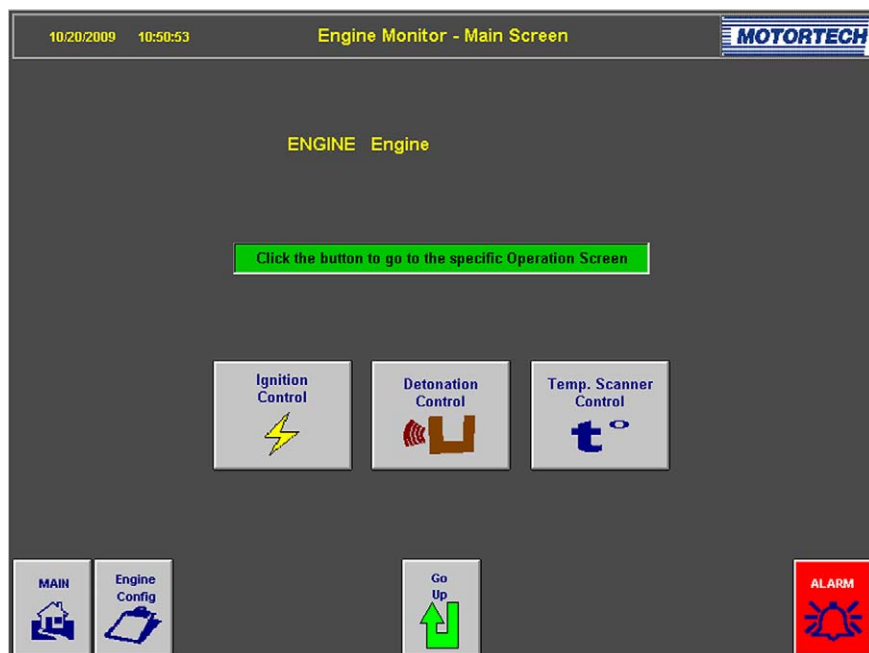 10/20/2009 10:50:53 Engine Monitor - Main Screen MOTORTECH
ENGINE Engine
Click the button to go to the specific Operation Screen
Ignition
Control
Detonation
Control
Temp. Scanner
Control
t°
MAIN
Engine
Config
Go
Up
ALARM